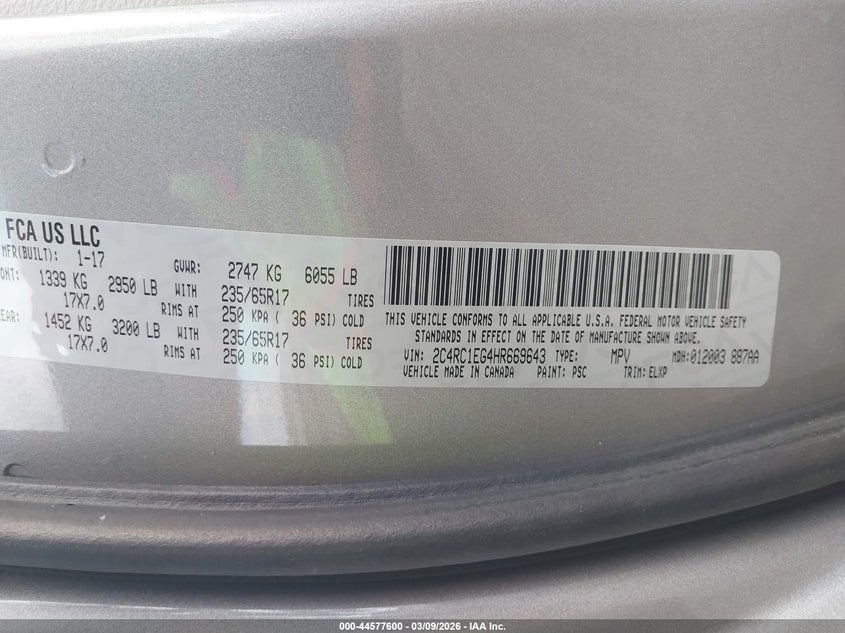 FCA US LLC
MFR(BUILT): 1-17 GVWR: 2747 KG 6055 LB
ONT: 1339 KG 2950 LB WITH 235/65R17 TIRES
17X7.0 RIMS AT 250 KPA ( 36 PSI) COLD
EAR: 1452 KG 3200 LB WITH 235/65R17 TIRES
17X7.0 RIMS AT 250 KPA ( 36 PSI) COLD
THIS VEHICLE CONFORMS TO ALL APPLICABLE U.S.A. FEDERAL MOTOR VEHICLE SAFETY
STANDARDS IN EFFECT ON THE DATE OF MANUFACTURE SHOWN ABOVE.
VIN: 2C4RC1EG4HR669643 TYPE: MPV MDH:012003 887AA
VEHICLE MADE IN CANADA PAINT: PSC TRIM: ELXP
000-44577600 - 03/09/2026 - IAA Inc.